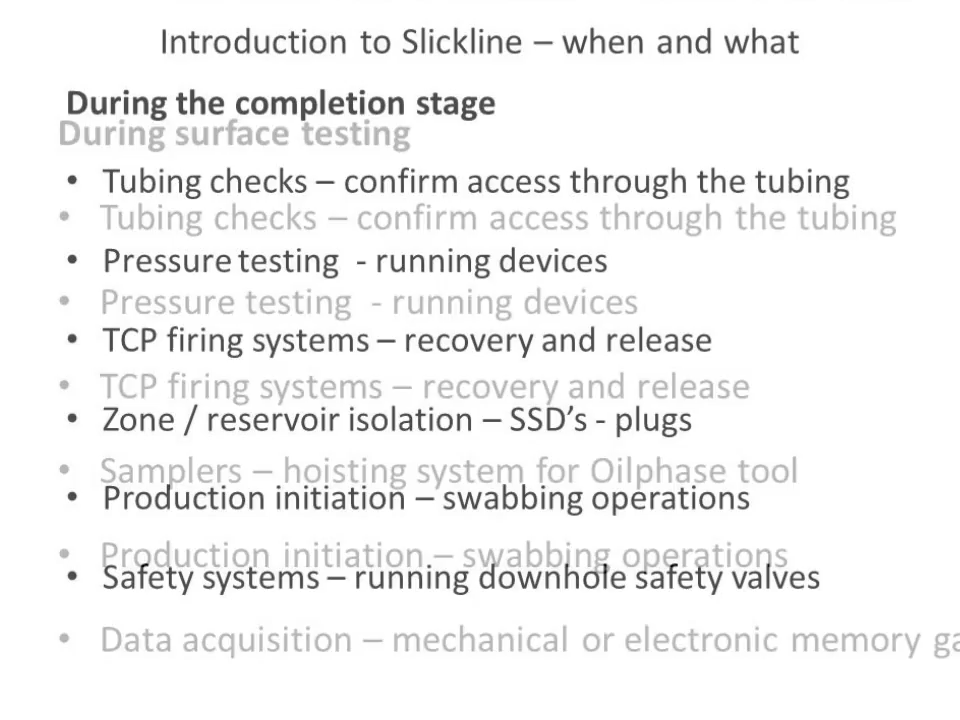 Introduction to Slickline – when and what
During the completion stage
During surface testing
• Tubing checks – confirm access through the tubing
• Tubing checks – confirm access through the tubing
• Pressure testing - running devices
• Pressure testing - running devices
• TCP firing systems – recovery and release
• TCP firing systems – recovery and release
• Zone / reservoir isolation – SSD’s - plugs
• Samplers – hoisting system for Oilphase tool
• Production initiation – swabbing operations
• Production initiation – swabbing operations
• Safety systems – running downhole safety valves
• Data acquisition – mechanical or electronic memory